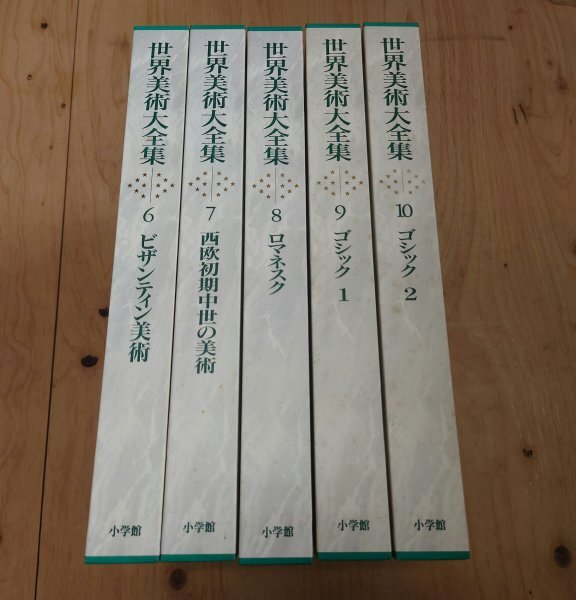 世界美術大全集
6 ビザンティン美術
小学館
世界美術大全集
7 西欧初期中世の美術
小学館
世界美術大全集
8 ロマネスク
小学館
世界美術大全集
9 ゴシック 1
小学館
世界美術大全集
10 ゴシック 2
小学館